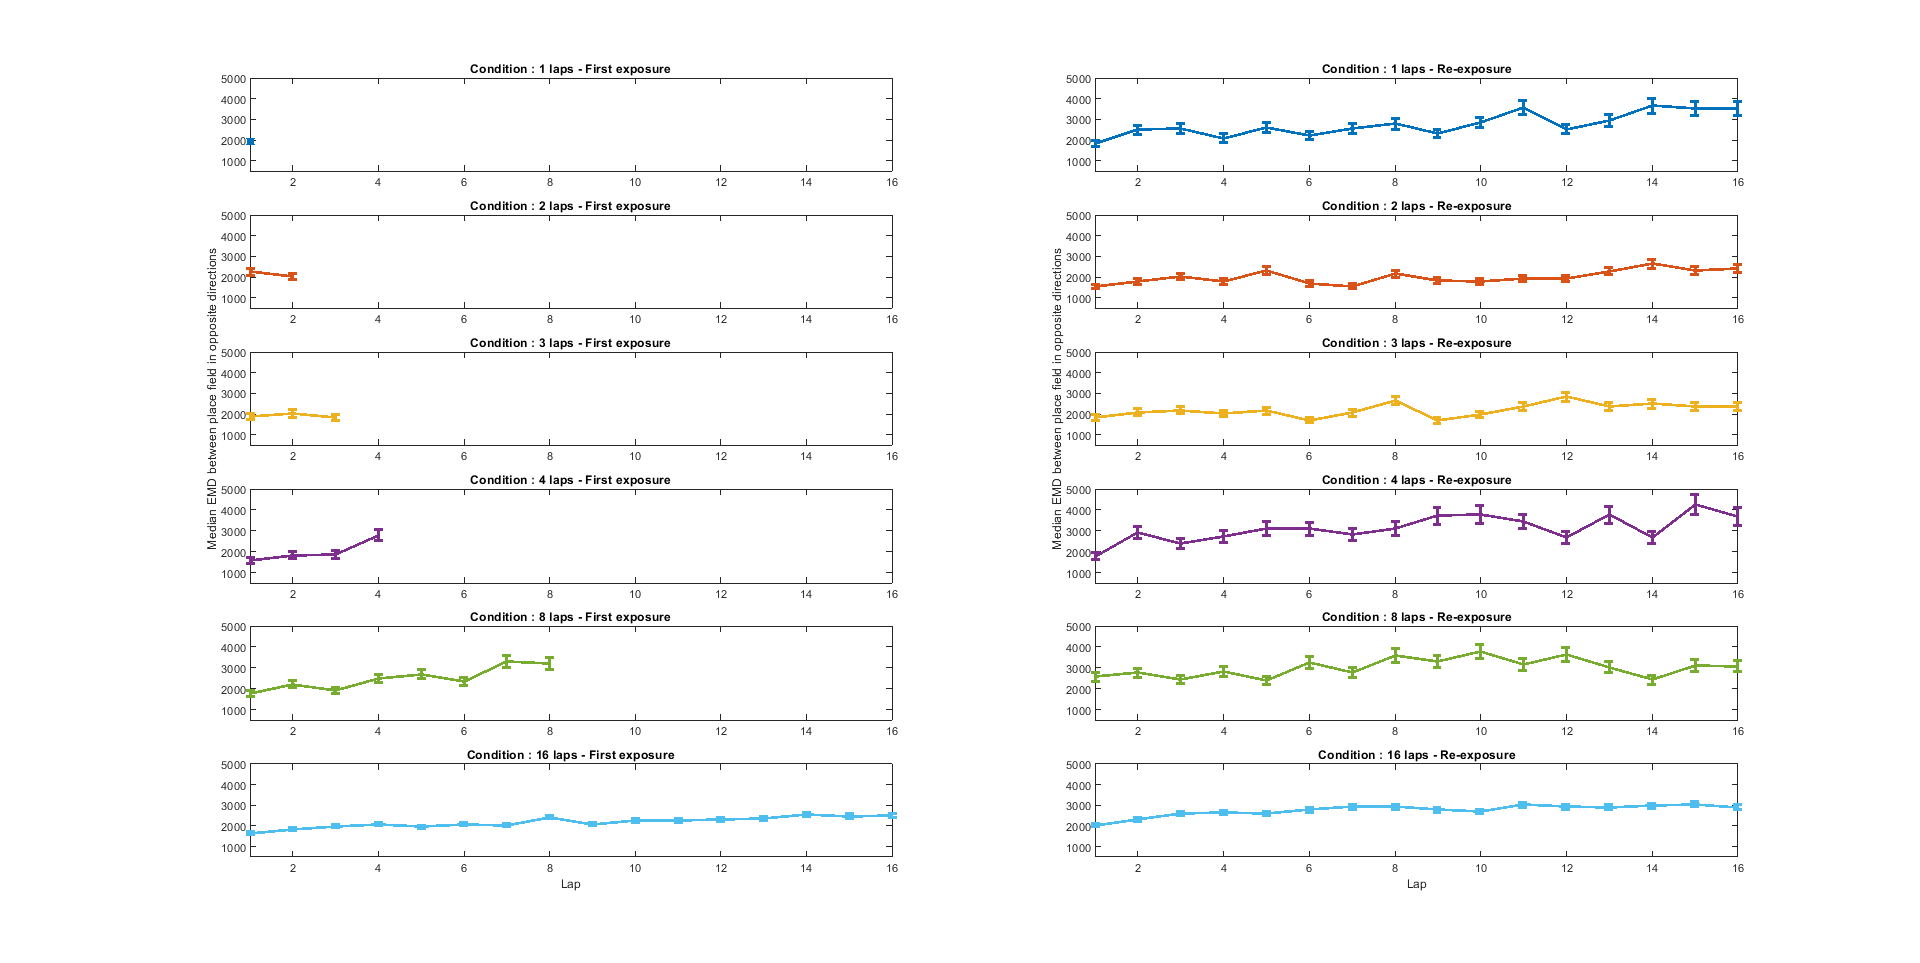 Condition : 1 laps - First exposure
5000
4000
3000
2000
1000
2 4 6 8 10 12 14 16
Condition : 2 laps - First exposure
5000
4000
3000
2000
1000
2 4 6 8 10 12 14 16
Condition : 3 laps - First exposure
5000
4000
3000
2000
1000
2 4 6 8 10 12 14 16
Condition : 4 laps - First exposure
5000
4000
3000
2000
1000
2 4 6 8 10 12 14 16
Condition : 8 laps - First exposure
5000
4000
3000
2000
1000
2 4 6 8 10 12 14 16
Condition : 16 laps - First exposure
5000
4000
3000
2000
1000
2 4 6 8 10 12 14 16
Lap
Median EMD between place field in opposite directions
Condition : 1 laps - Re-exposure
5000
4000
3000
2000
1000
2 4 6 8 10 12 14 16
Condition : 2 laps - Re-exposure
5000
4000
3000
2000
1000
2 4 6 8 10 12 14 16
Condition : 3 laps - Re-exposure
5000
4000
3000
2000
1000
2 4 6 8 10 12 14 16
Condition : 4 laps - Re-exposure
5000
4000
3000
2000
1000
2 4 6 8 10 12 14 16
Condition : 8 laps - Re-exposure
5000
4000
3000
2000
1000
2 4 6 8 10 12 14 16
Condition : 16 laps - Re-exposure
5000
4000
3000
2000
1000
2 4 6 8 10 12 14 16
Lap
Median EMD between place field in opposite directions